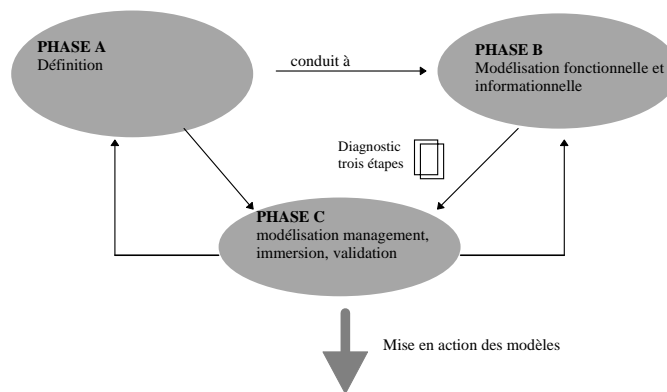 PHASE A
Définition
conduit à
PHASE B
Modélisation fonctionnelle et
informationnelle
Diagnostic
trois étapes
PHASE C
modélisation management,
immersion, validation
Mise en action des modèles